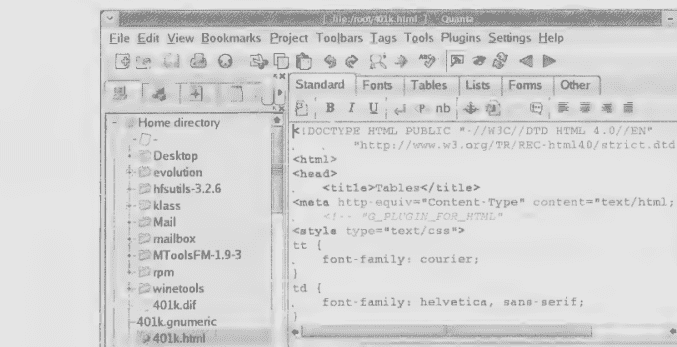 [ file:/root/401k.html ] - Quanta
File Edit View Bookmarks Project Toolbars Tags Tools Plugins Settings Help
Standard Fonts Tables Lists Forms Other
B I U P nb
Home directory
Desktop
evolution
hfsutils-3.2.6
klass
Mail
mailbox
MToolsFM-1.9-3
rpm
winetools
401k.dif
401k.gnumeric
401k.html
<!DOCTYPE HTML PUBLIC "-//W3C//DTD HTML 4.0//EN"
"http://www.w3.org/TR/REC-html40/strict.dtd
<html>
<head>
<title>Tables</title>
<meta http-equiv="Content-Type" content="text/html;
<!-- "G_PLUGIN_FOR_HTML"
<style type="text/css">
tt {
font-family: courier;
}
td {
font-family: helvetica, sans-serif;
}